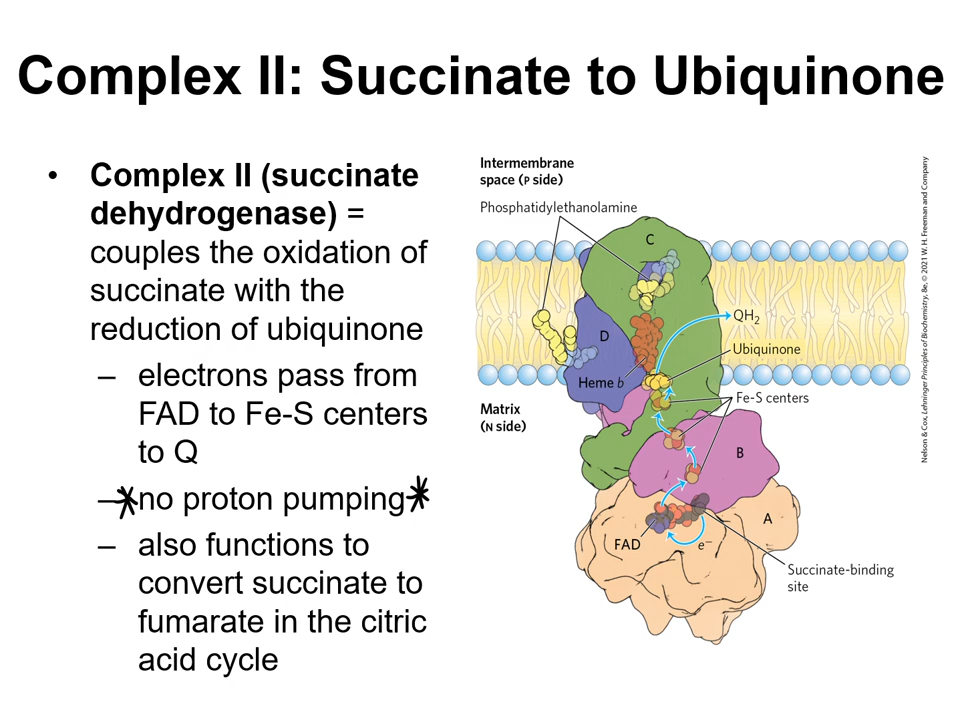 Complex II: Succinate to Ubiquinone
• Complex II (succinate
dehydrogenase) =
couples the oxidation of
succinate with the
reduction of ubiquinone
– electrons pass from
FAD to Fe-S centers
to Q
– no proton pumping
– also functions to
convert succinate to
fumarate in the citric
acid cycle
Intermembrane
space (P side)
Phosphatidylethanolamine
C
QH₂
D
Ubiquinone
Heme b
Fe-S centers
Matrix
(N side)
B
A
FAD
e⁻
Succinate-binding
site
Nelson & Cox, Lehninger Principles of Biochemistry, 8e, © 2021 W. H. Freeman and Company